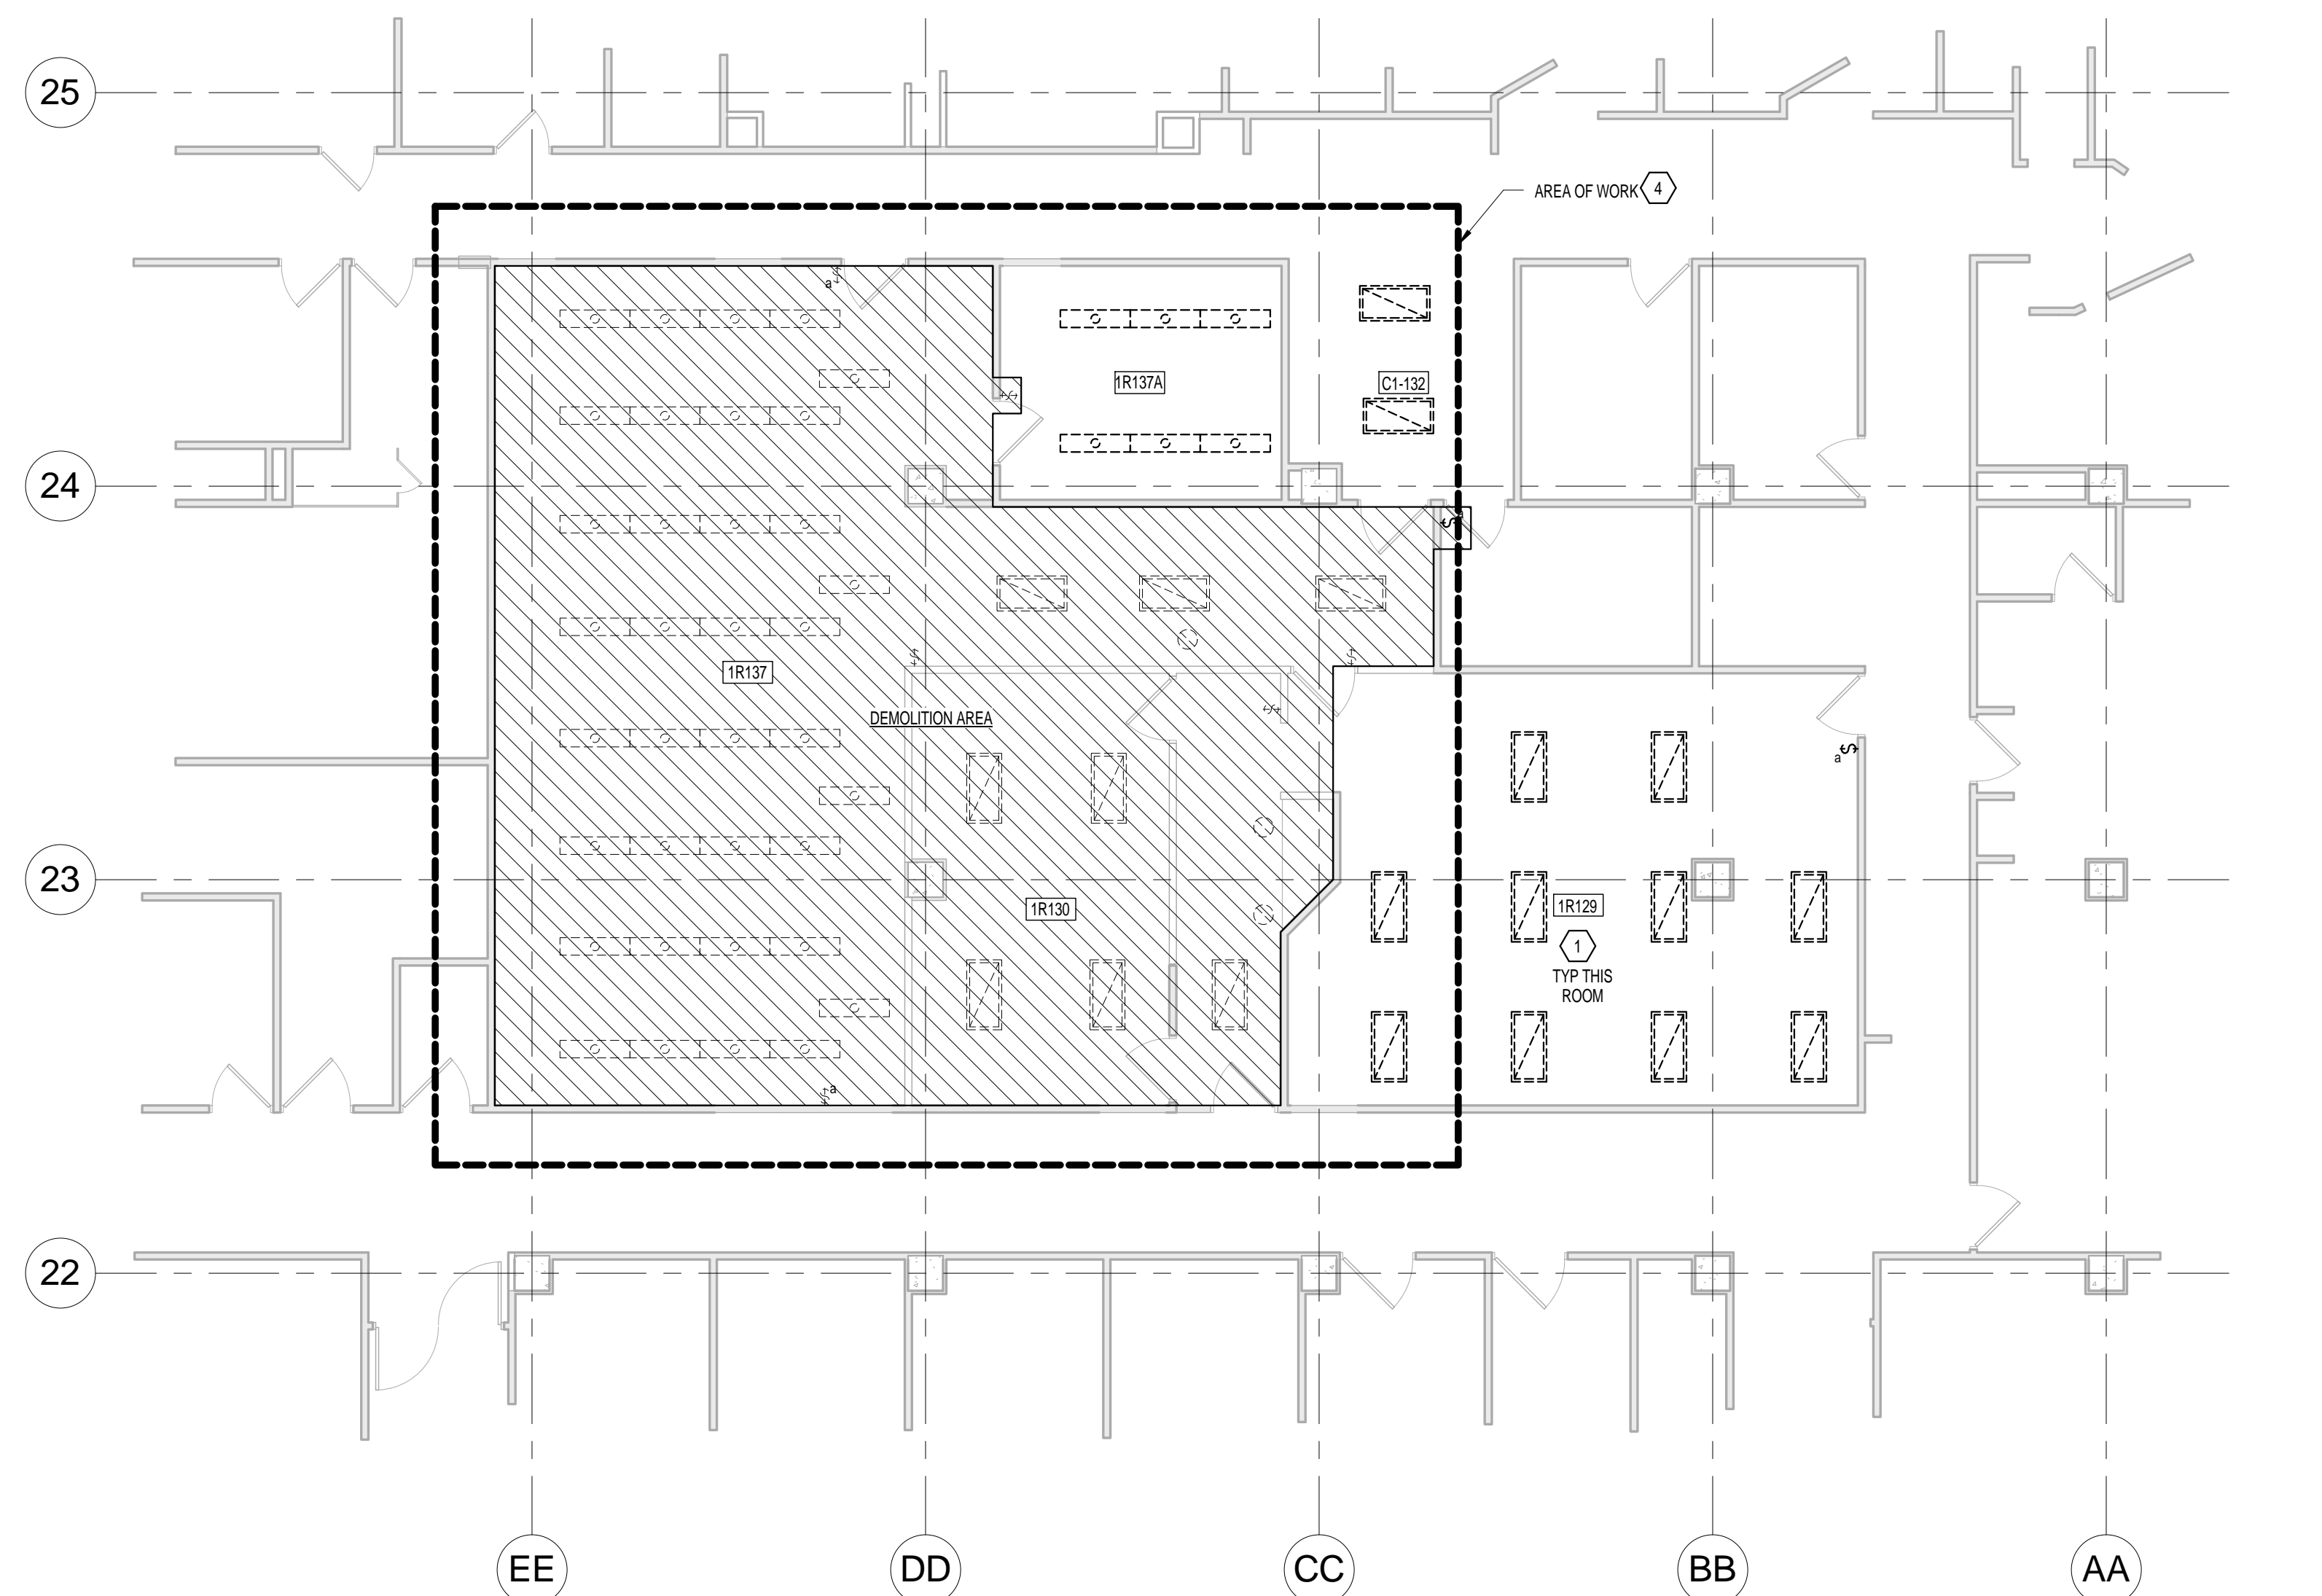 25
AREA OF WORK 4
a
1R137A
C1-132
24
$
a
1R137
DEMOLITION AREA
$
a
23
1R130
1R129
1
TYP THIS
ROOM
a
22
EE
DD
CC
BB
AA